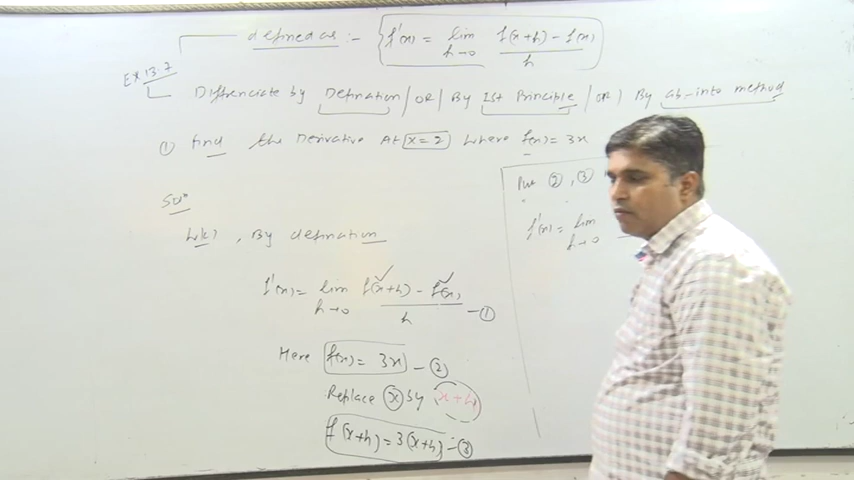 defined as :- f'(x) = lim h→0 f(x+h) - f(x) / h
Ex 13.7
Diffrenciate by Defination | OR | By 1st Principle | OR | By ab-into method
① find the Derivative At x = 2 where f(x) = 3x
Solⁿ
W.k.t, By defination
f'(x) = lim h→0 f(x+h) - f(x) / h - ①
Here f(x) = 3x - ②
Replace x by x+h
f(x+h) = 3(x+h) - ③
Put ②, ③
f'(x) = lim h→0